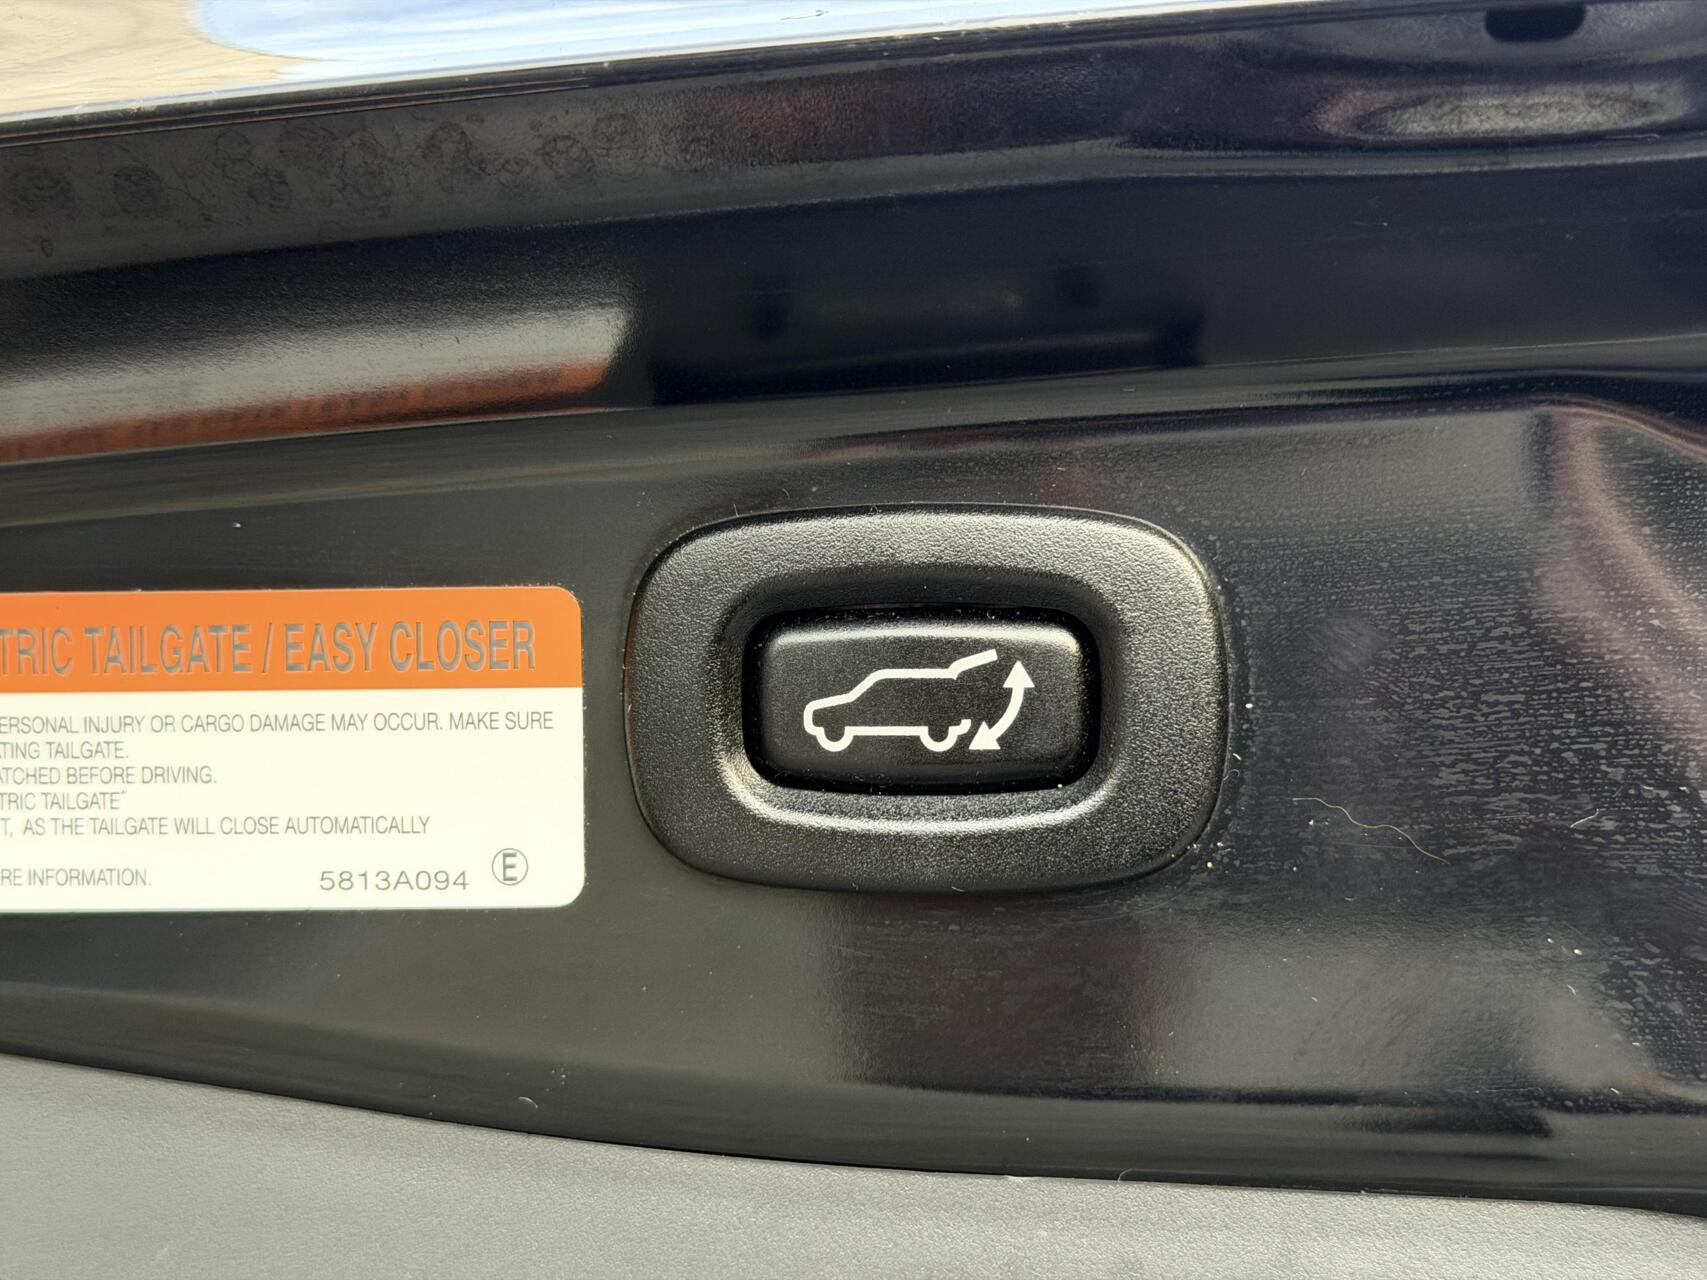 TRIC TAILGATE / EASY CLOSER
ERSONAL INJURY OR CARGO DAMAGE MAY OCCUR. MAKE SURE
TING TAILGATE.
TCHED BEFORE DRIVING.
TRIC TAILGATE"
T, AS THE TAILGATE WILL CLOSE AUTOMATICALLY
RE INFORMATION.
5813A094 E